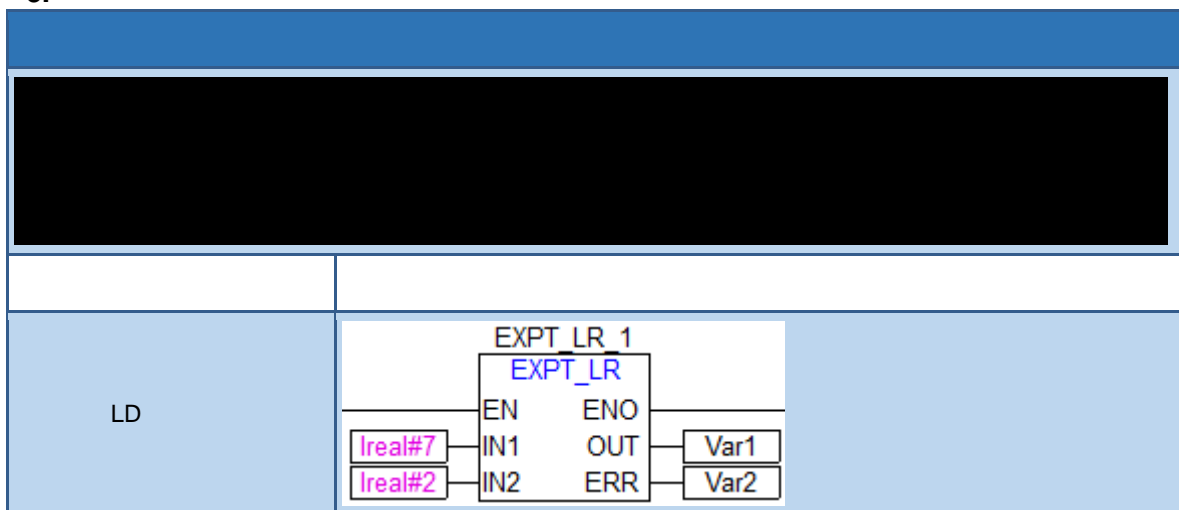 EXPT_LR_1
EXPT_LR
LD
EN ENO
lreal#7 IN1 OUT Var1
lreal#2 IN2 ERR Var2